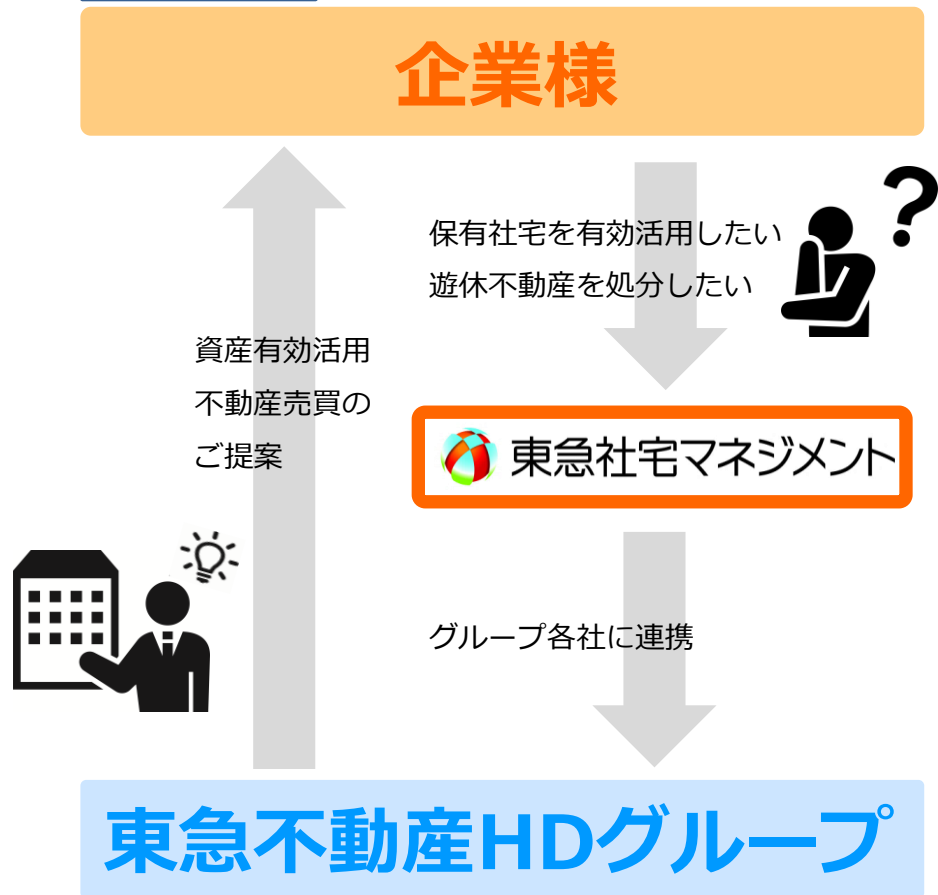 企業様
保有社宅を有効活用したい
遊休不動産を処分したい
?
資産有効活用
不動産売買の
ご提案
東急社宅マネジメント
グループ各社に連携
東急不動産HDグループ